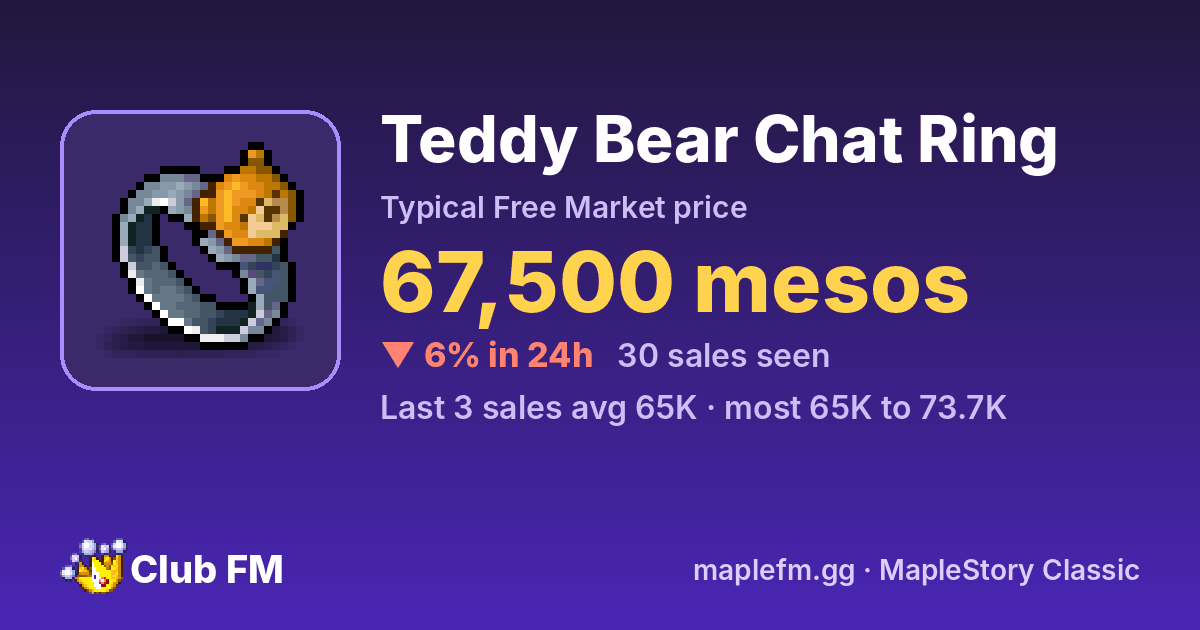 Teddy Bear Chat Ring
Typical Free Market price
67,500 mesos
▼ 6% in 24h 30 sales seen
Last 3 sales avg 65K · most 65K to 73.7K
Club FM
maplefm.gg · MapleStory Classic